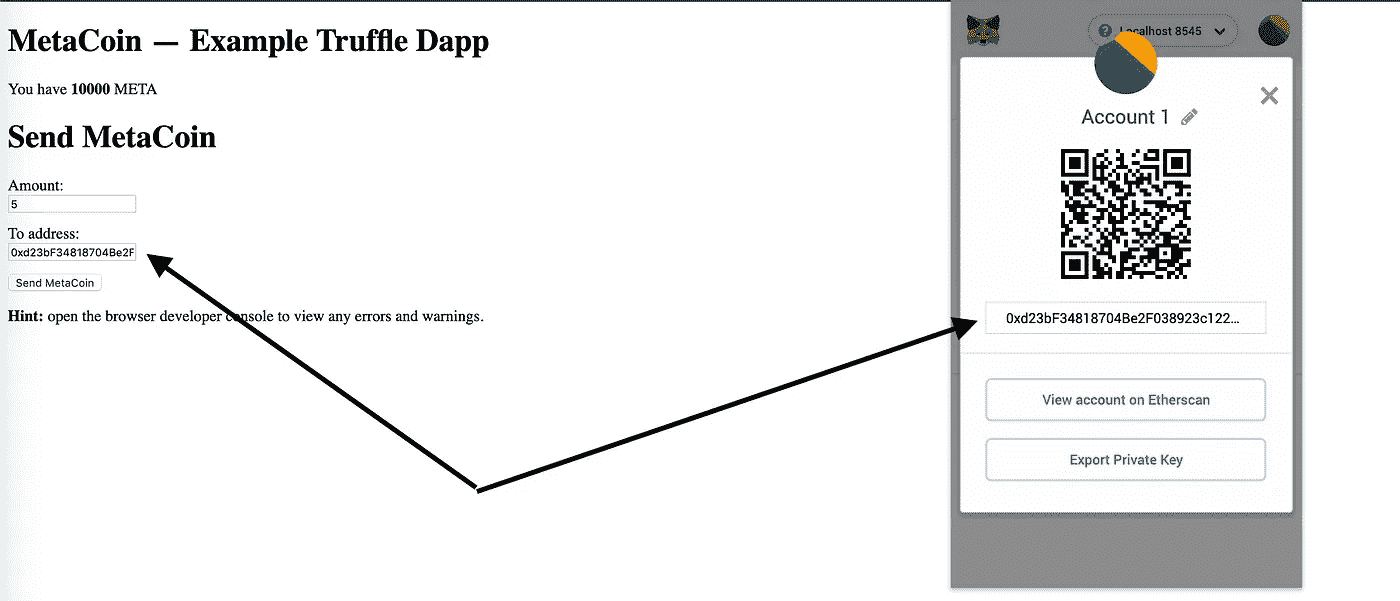 MetaCoin — Example Truffle Dapp
You have 10000 META
Send MetaCoin
Amount:
5
To address:
0xd23bF34818704Be2F
Send MetaCoin
Hint: open the browser developer console to view any errors and warnings.
Localhost 8545
Account 1
0xd23bF34818704Be2F038923c122...
View account on Etherscan
Export Private Key